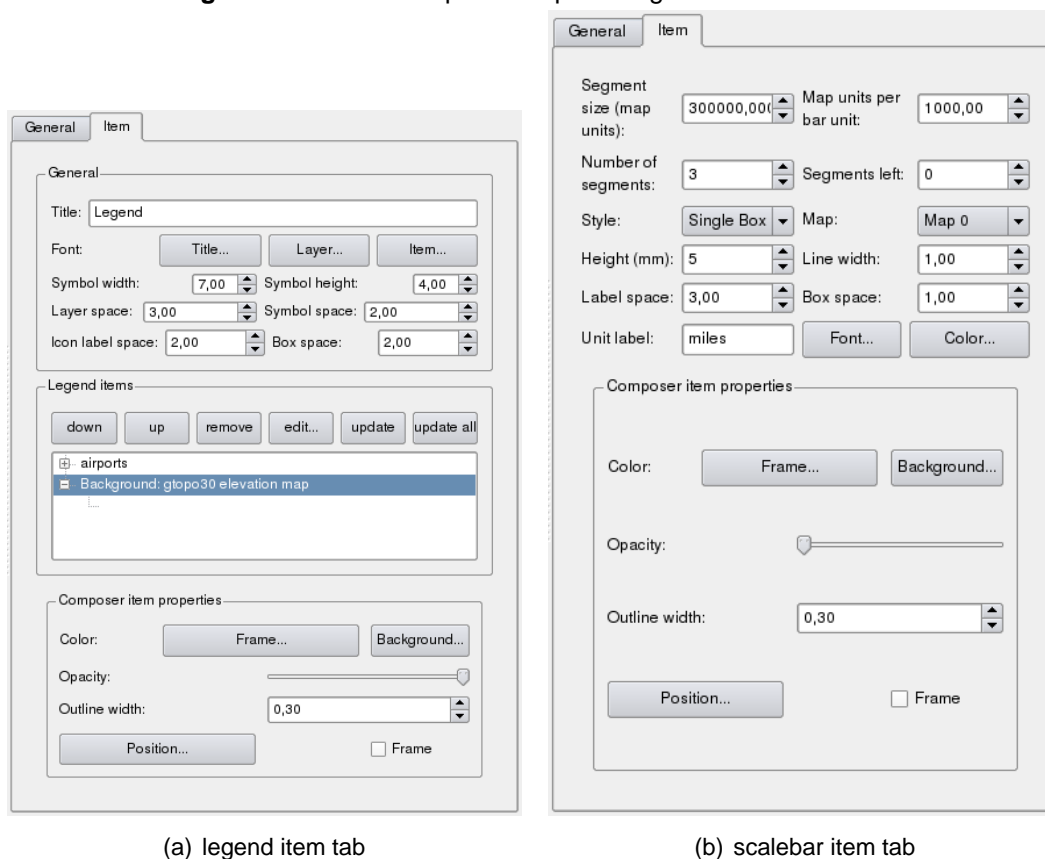 General Item
General
Title: Legend
Font: Title... Layer... Item...
Symbol width: 7,00 Symbol height: 4,00
Layer space: 3,00 Symbol space: 2,00
Icon label space: 2,00 Box space: 2,00
Legend items
down up remove edit... update update all
airports
Background: gtopo30 elevation map
Composer item properties
Color: Frame... Background...
Opacity:
Outline width: 0,30
Position... Frame
(a) legend item tab
General Item
Segment
size (map
units):
300000,00(
Map units per
bar unit:
1000,00
Number of
segments:
3
Segments left: 0
Style: Single Box Map: Map 0
Height (mm): 5 Line width: 1,00
Label space: 3,00 Box space: 1,00
Unit label: miles Font... Color...
Composer item properties
Color: Frame... Background...
Opacity:
Outline width: 0,30
Position... Frame
(b) scalebar item tab